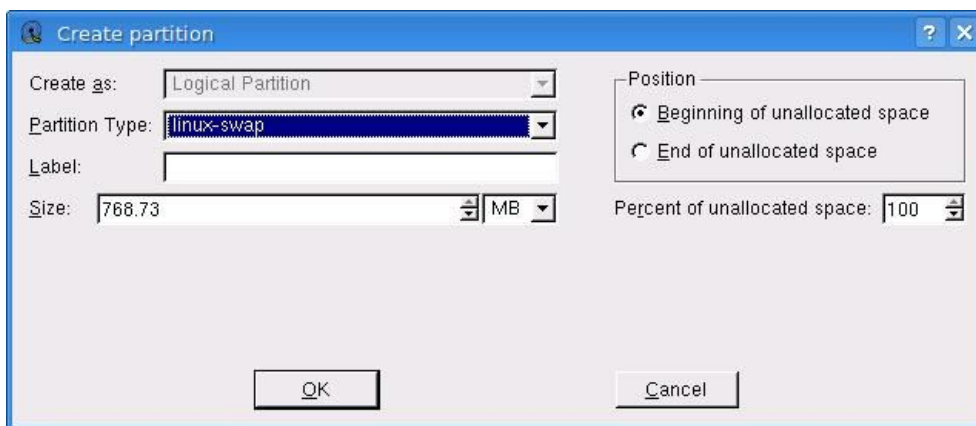 Create partition
Create as: Logical Partition
Partition Type: linux-swap
Label:
Size: 768.73 MB
Position
Beginning of unallocated space
End of unallocated space
Percent of unallocated space: 100
OK
Cancel